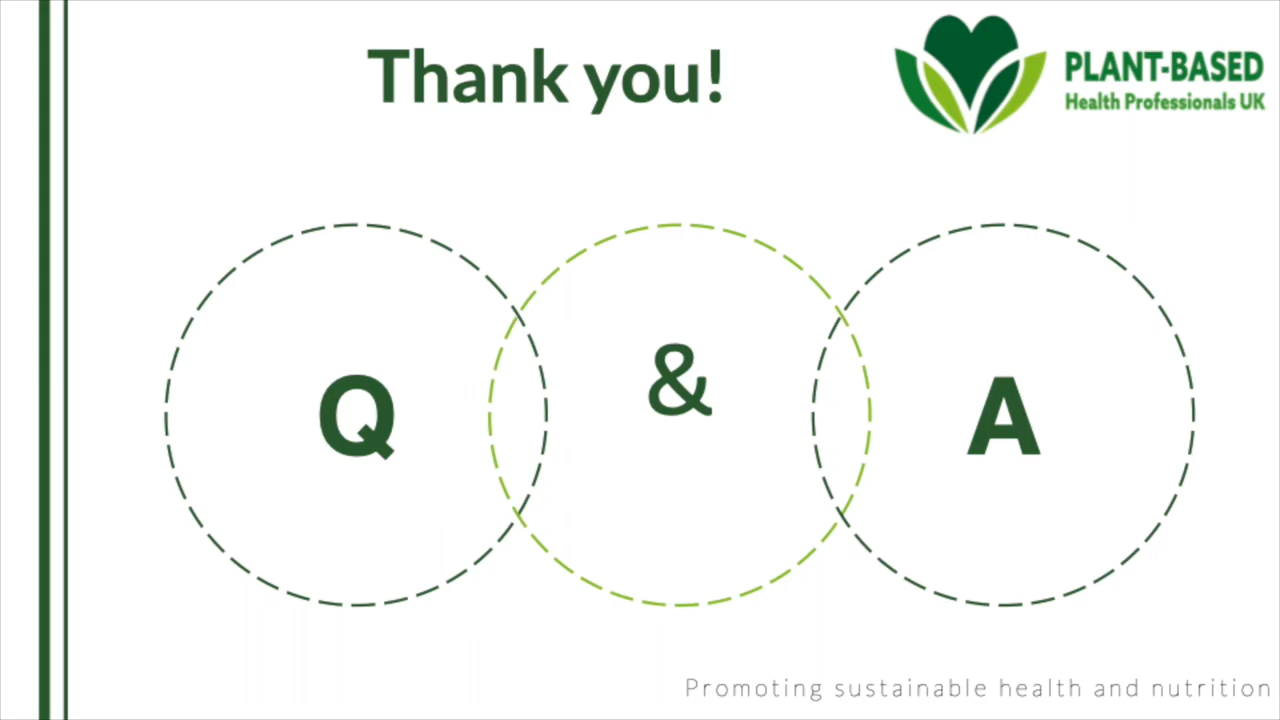 Thank you!
PLANT-BASED
Health Professionals UK
Q
&
A
Promoting sustainable health and nutrition